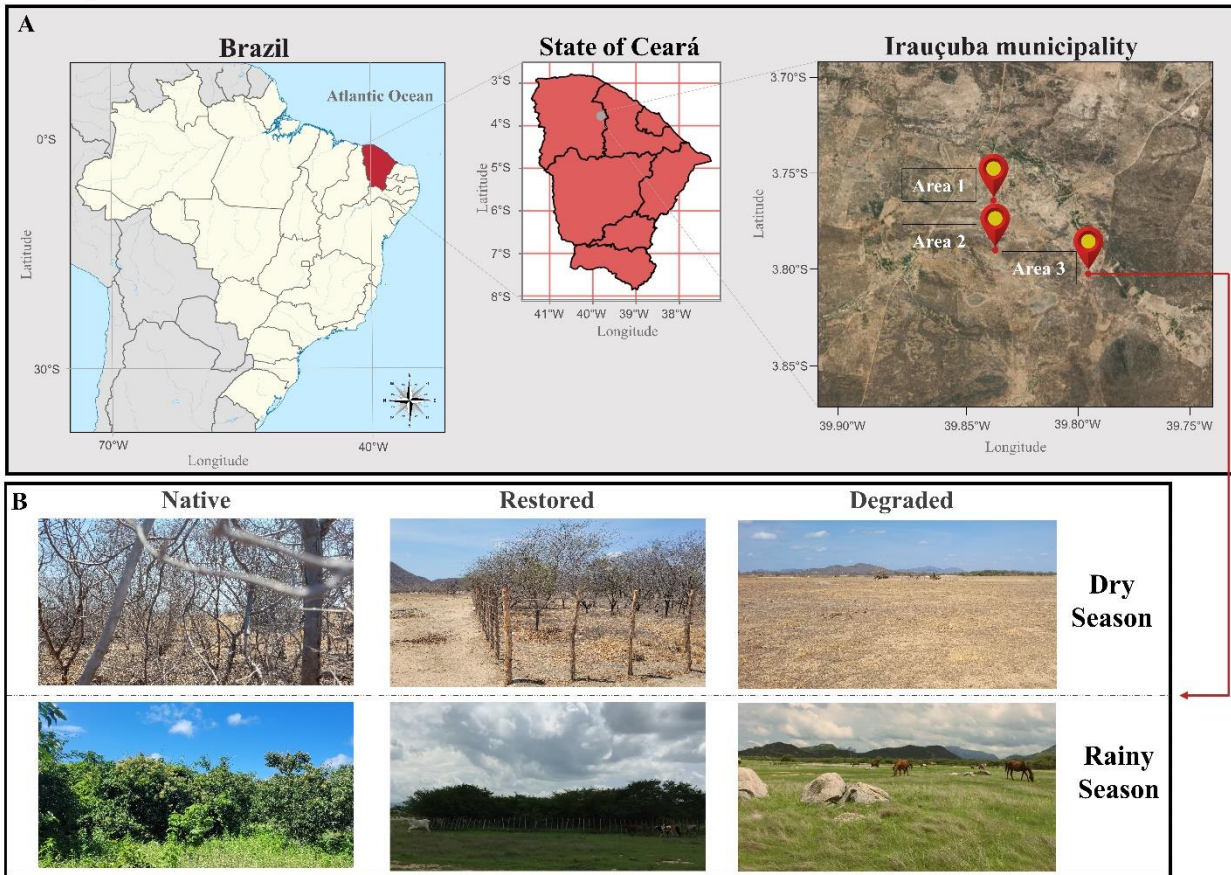 A
Brazil
State of Ceará
Irauçuba municipality
Atlantic Ocean
0°S
30°S
Latitude
70°W
40°W
Longitude
3°S
4°S
5°S
6°S
7°S
8°S
Latitude
41°W
40°W
39°W
38°W
Longitude
3.70°S
3.75°S
3.80°S
3.85°S
Latitude
Area 1
Area 2
Area 3
39.90°W
39.85°W
39.80°W
39.75°W
Longitude
B
Native
Restored
Degraded
Dry
Season
Rainy
Season